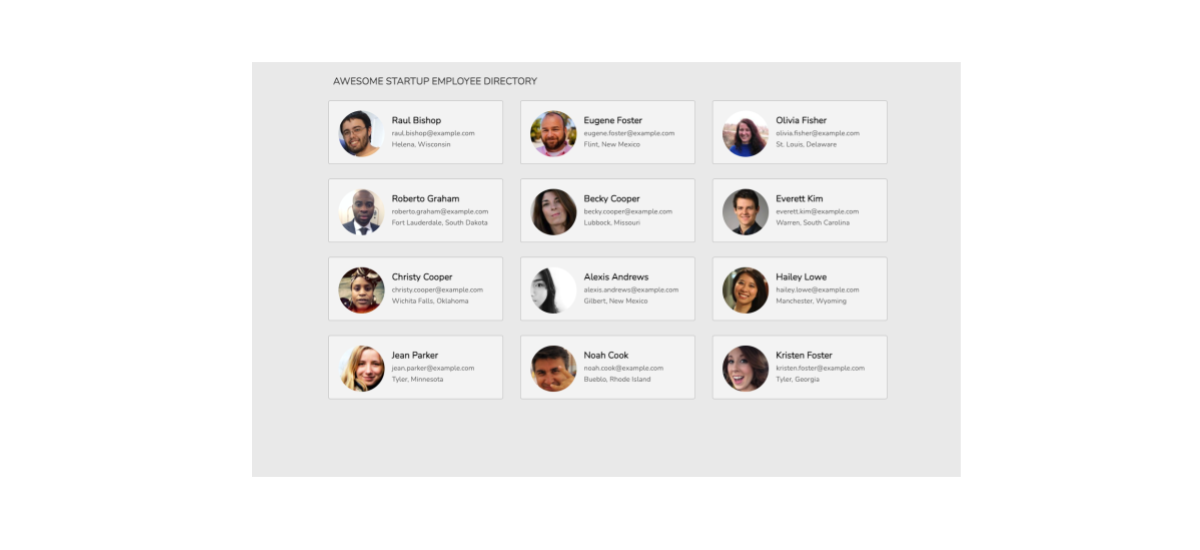 AWESOME STARTUP EMPLOYEE DIRECTORY
Raul Bishop
raul.bishop@example.com
Helena, Wisconsin
Eugene Foster
eugene.foster@example.com
Flint, New Mexico
Olivia Fisher
olivia.fisher@example.com
St. Louis, Delaware
Roberto Graham
roberto.graham@example.com
Fort Lauderdale, South Dakota
Becky Cooper
becky.cooper@example.com
Lubbock, Missouri
Everett Kim
everett.kim@example.com
Warren, South Carolina
Christy Cooper
christy.cooper@example.com
Wichita Falls, Oklahoma
Alexis Andrews
alexis.andrews@example.com
Gilbert, New Mexico
Hailey Lowe
hailey.lowe@example.com
Manchester, Wyoming
Jean Parker
jean.parker@example.com
Tyler, Minnesota
Noah Cook
noah.cook@example.com
Bueblo, Rhode Island
Kristen Foster
kristen.foster@example.com
Tyler, Georgia